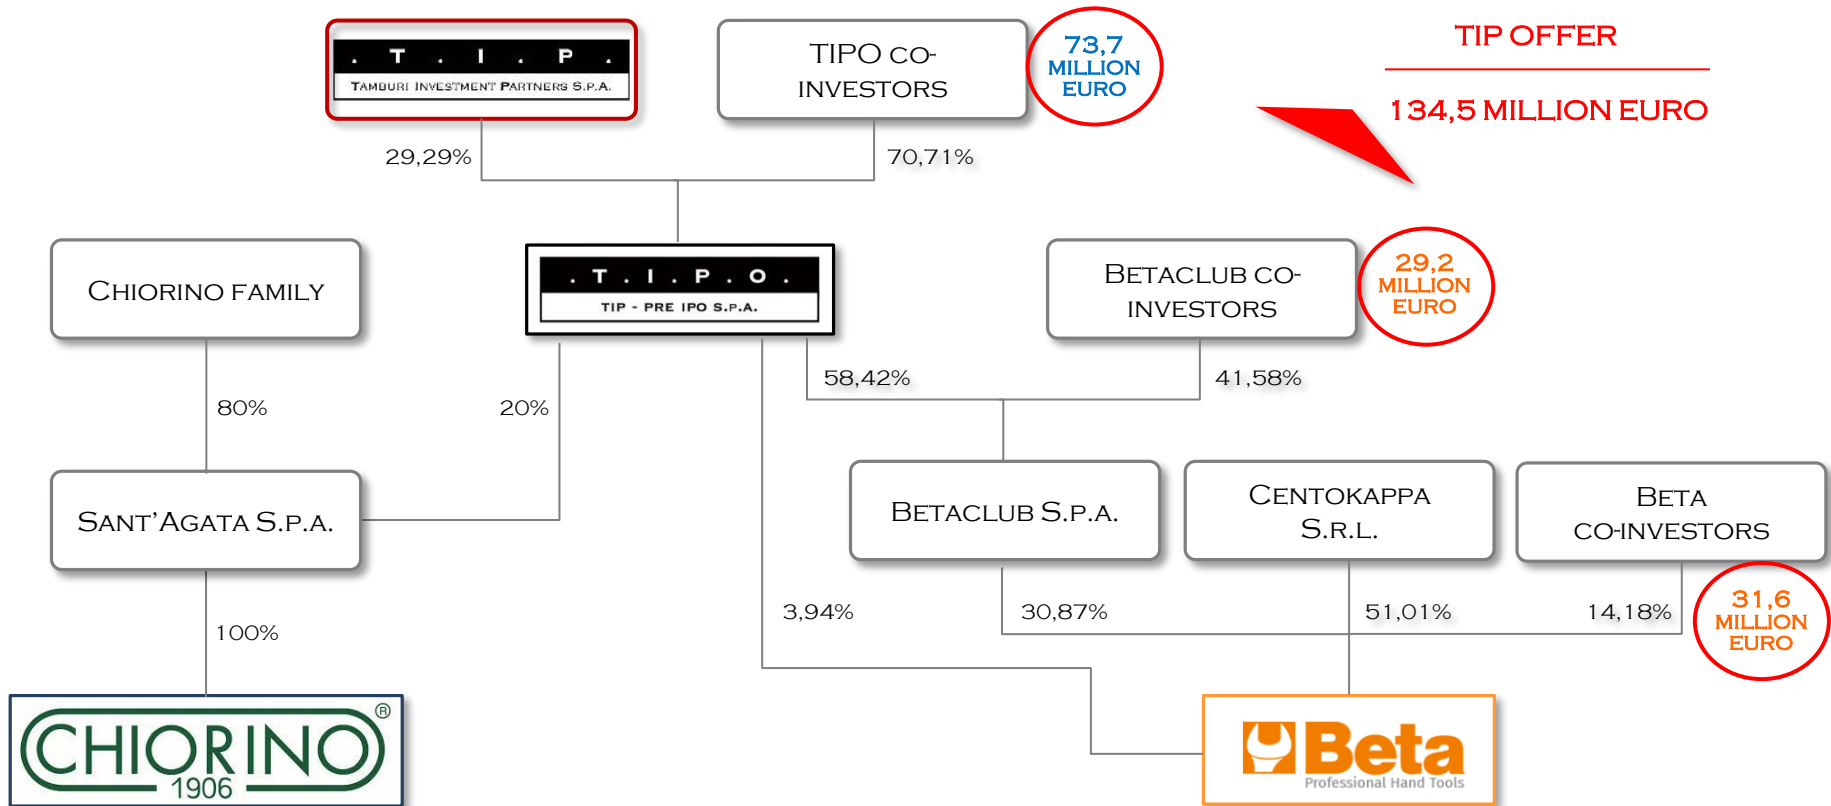 . T . I . P .
TAMBURI INVESTMENT PARTNERS S.P.A.
TIPO CO-
INVESTORS
73,7
MILLION
EURO
TIP OFFER
134,5 MILLION EURO
29,29%
70,71%
CHIORINO FAMILY
. T . I . P . O .
TIP - PRE IPO S.P.A.
BETACLUB CO-
INVESTORS
29,2
MILLION
EURO
58,42%
41,58%
80%
20%
SANT'AGATA S.P.A.
BETACLUB S.P.A.
CENTOKAPPA
S.R.L.
BETA
CO-INVESTORS
3,94%
30,87%
51,01%
14,18%
31,6
MILLION
EURO
100%
CHIORINO®
1906
Beta
Professional Hand Tools